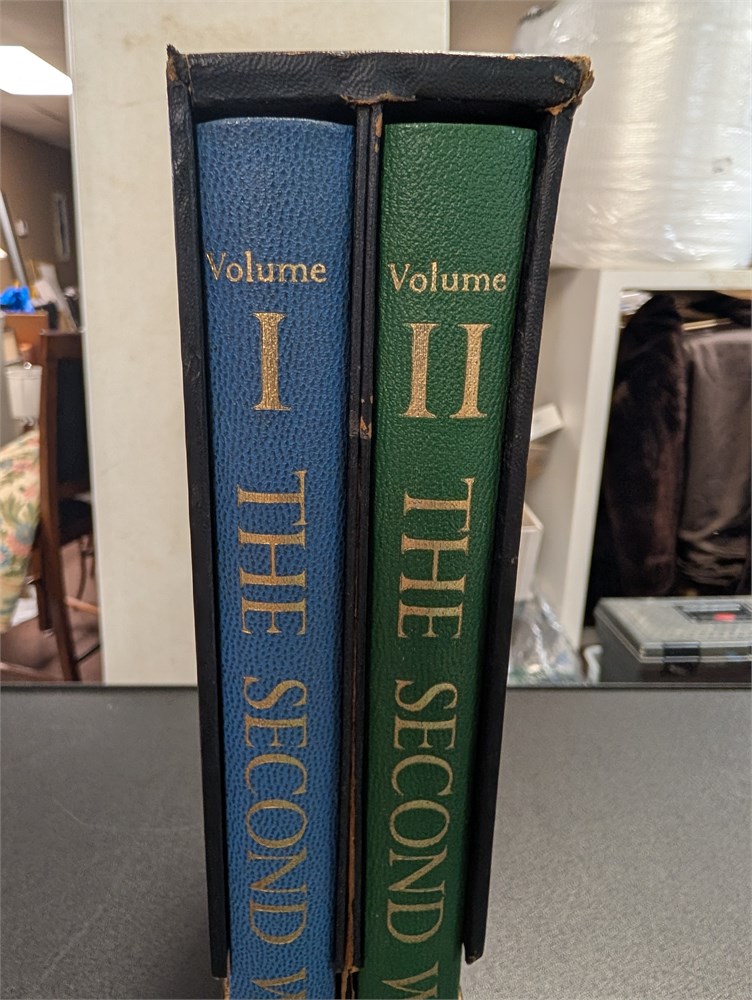 Volume
I
THE SECOND W
Volume
II
THE SECOND W